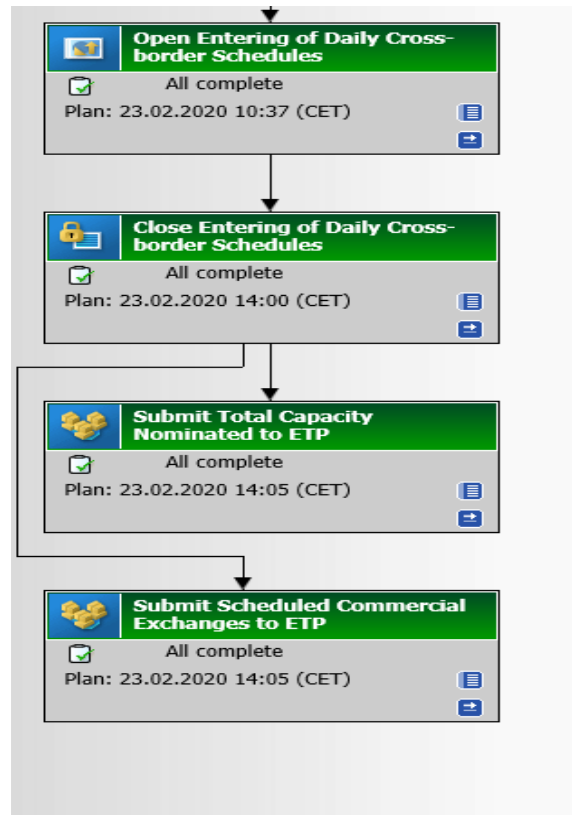 Open Entering of Daily Cross-
border Schedules
All complete
Plan: 23.02.2020 10:37 (CET)
Close Entering of Daily Cross-
border Schedules
All complete
Plan: 23.02.2020 14:00 (CET)
Submit Total Capacity
Nominated to ETP
All complete
Plan: 23.02.2020 14:05 (CET)
Submit Scheduled Commercial
Exchanges to ETP
All complete
Plan: 23.02.2020 14:05 (CET)